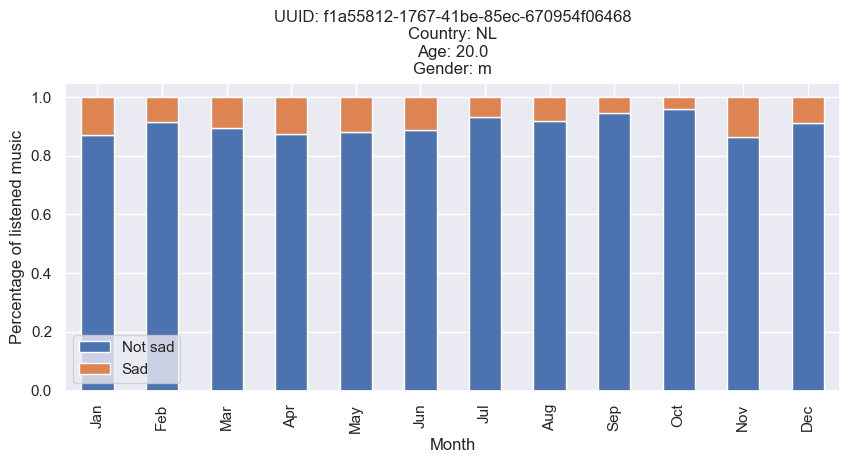 UUID: f1a55812-1767-41be-85ec-670954f06468
Country: NL
Age: 20.0
Gender: m
Percentage of listened music
1.0
0.8
0.6
0.4
0.2
0.0
Not sad
Sad
Jan
Feb
Mar
Apr
May
Jun
Jul
Aug
Sep
Oct
Nov
Dec
Month